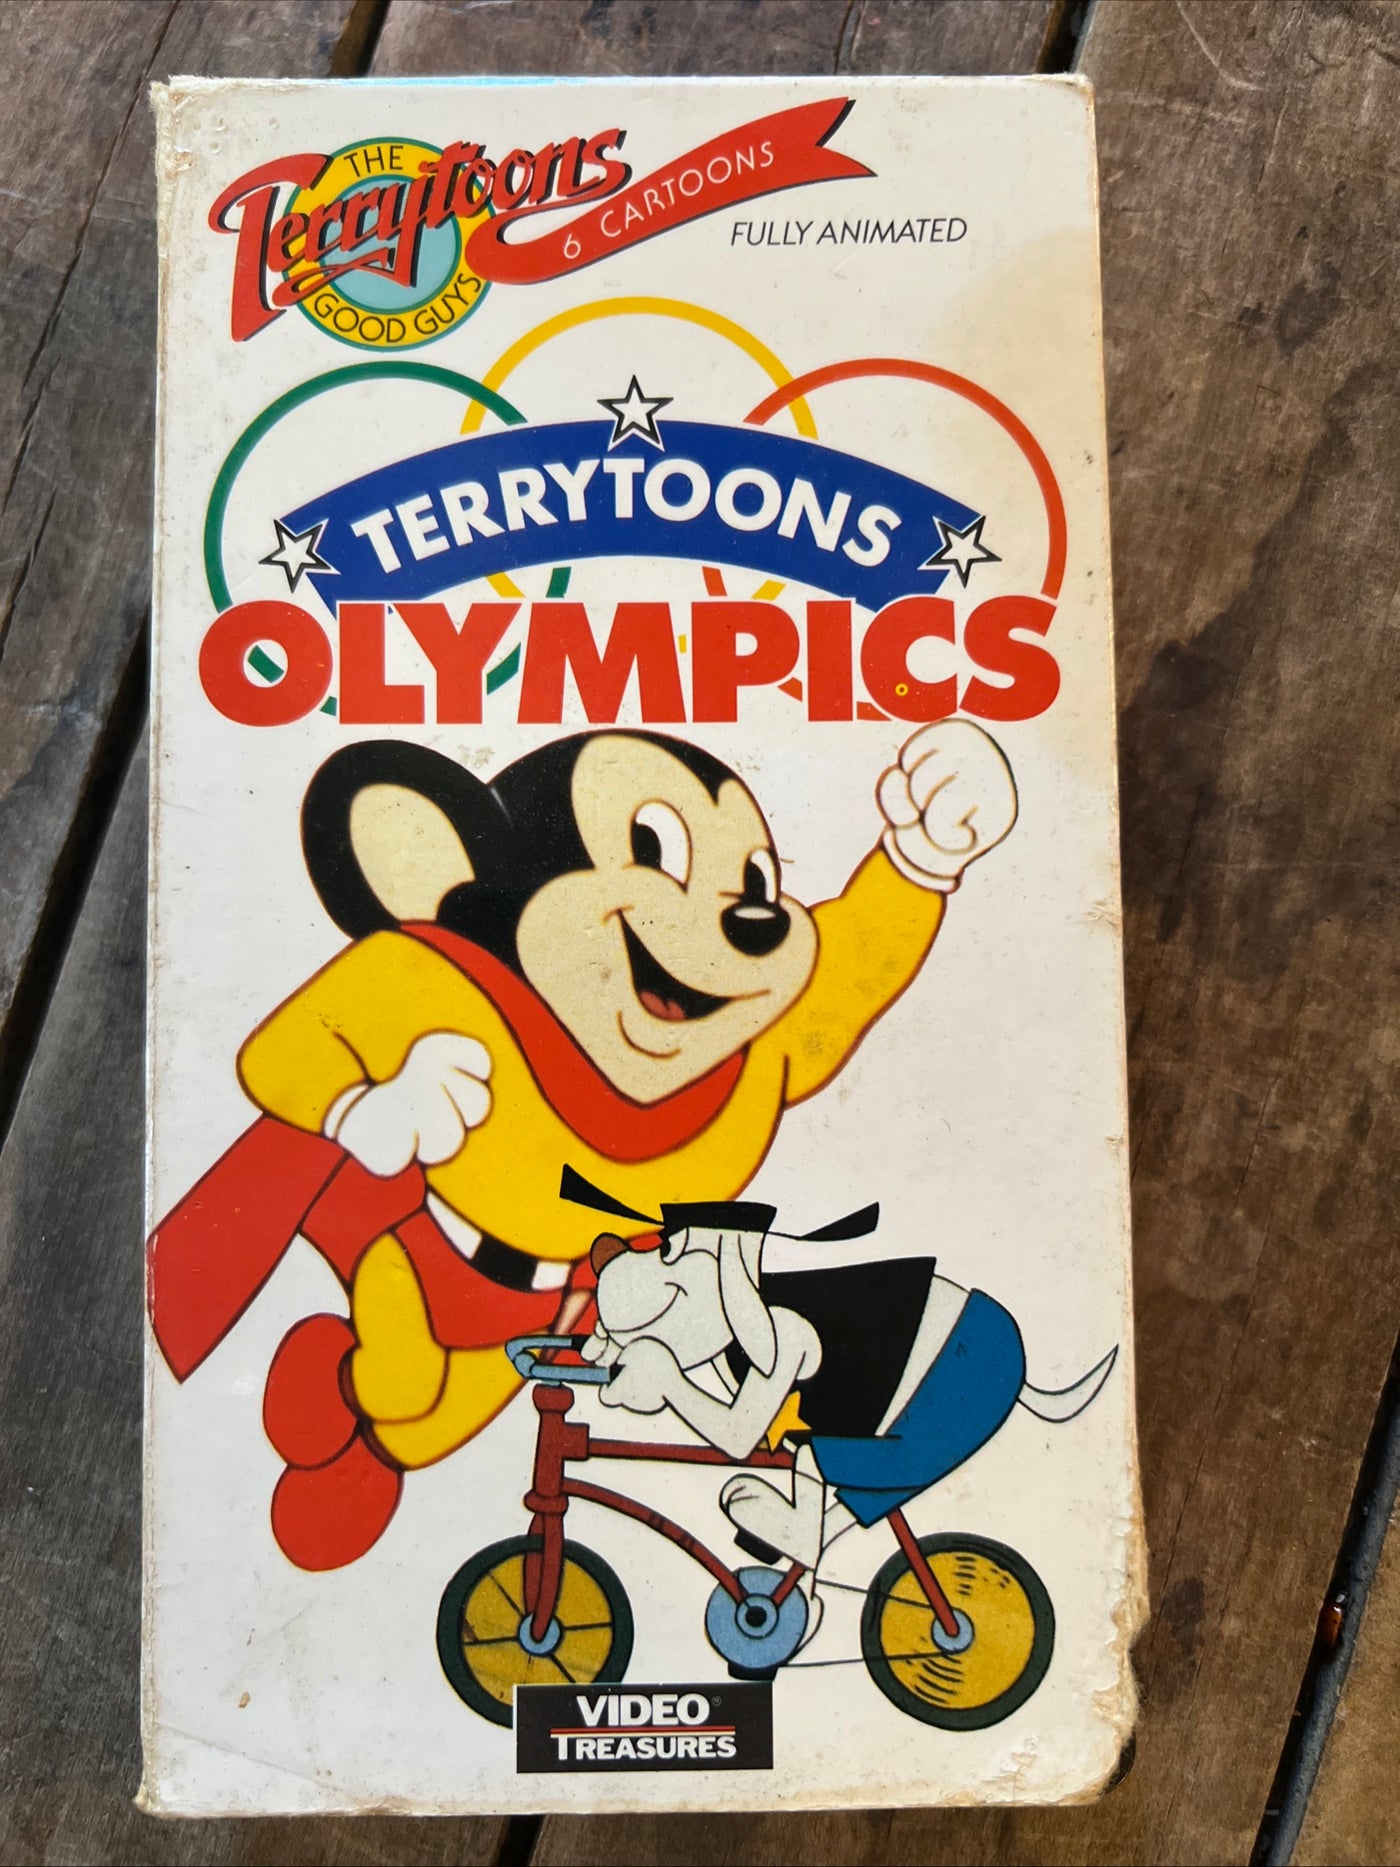 THE
Terrytoons
GOOD GUYS
6 CARTOONS
FULLY ANIMATED
TERRYTOONS
OLYMPICS
VIDEO®
TREASURES